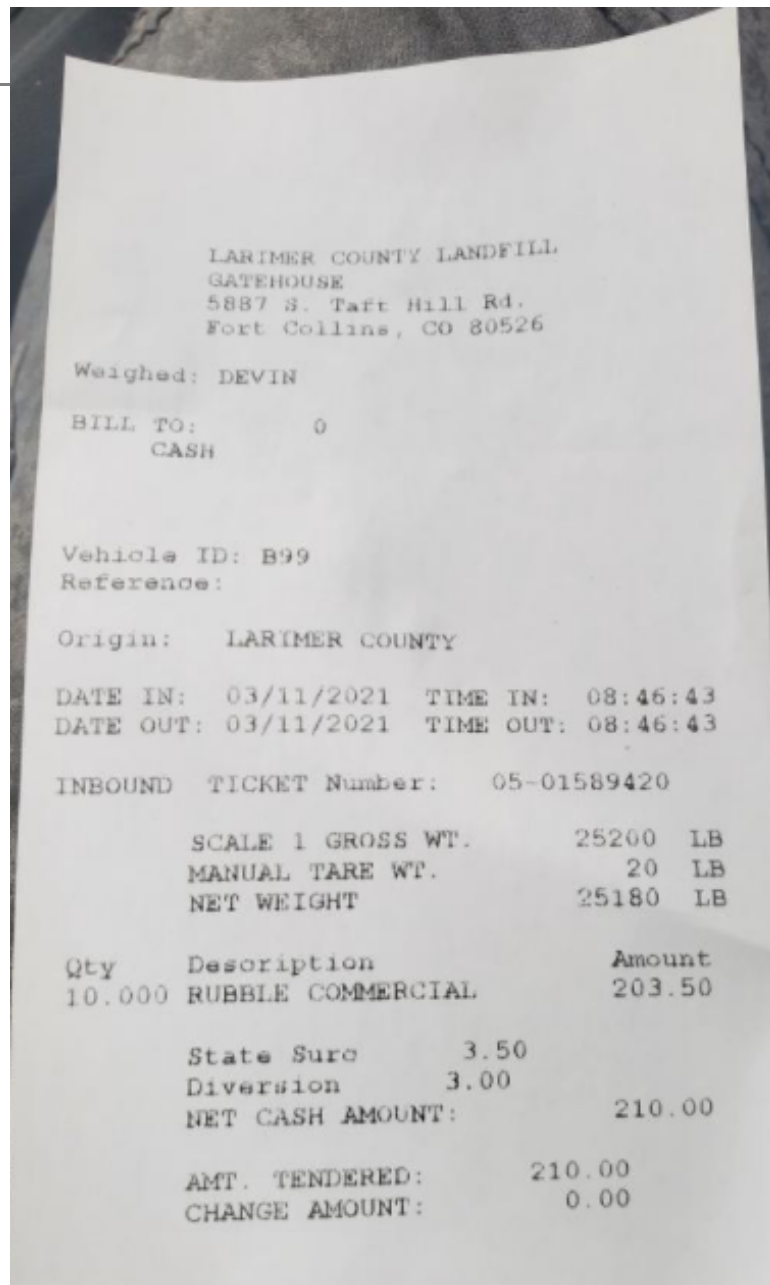 LARIMER COUNTY LANDFILL
GATEHOUSE
5887 S. Taft Hill Rd.
Fort Collins, CO 80526
Weighed: DEVIN
BILL TO: 0
CASH
Vehicle ID: B99
Reference:
Origin: LARIMER COUNTY
DATE IN: 03/11/2021 TIME IN: 08:46:43
DATE OUT: 03/11/2021 TIME OUT: 08:46:43
INBOUND TICKET Number: 05-01589420
SCALE 1 GROSS WT. 25200 LB
MANUAL TARE WT. 20 LB
NET WEIGHT 25180 LB
Qty Description Amount
10.000 RUBBLE COMMERCIAL 203.50
State Surc 3.50
Diversion 3.00
NET CASH AMOUNT: 210.00
AMT. TENDERED: 210.00
CHANGE AMOUNT: 0.00